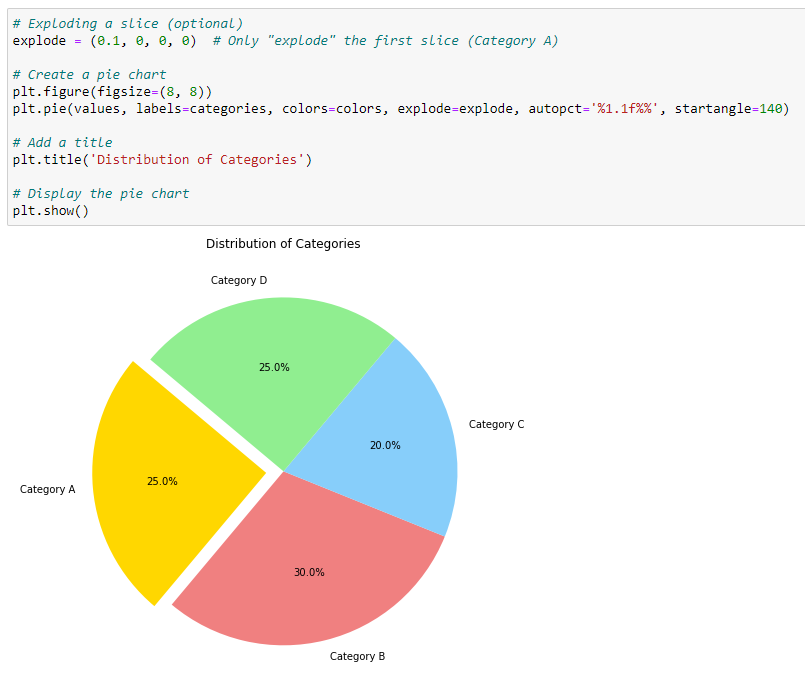 # Exploding a slice (optional)
explode = (0.1, 0, 0, 0)  # Only "explode" the first slice (Category A)
# Create a pie chart
plt.figure(figsize=(8, 8))
plt.pie(values, labels=categories, colors=colors, explode=explode, autopct='%1.1f%%', startangle=140)
# Add a title
plt.title('Distribution of Categories')
# Display the pie chart
plt.show()
Distribution of Categories
Category D
25.0%
Category C
20.0%
25.0%
Category A
30.0%
Category B